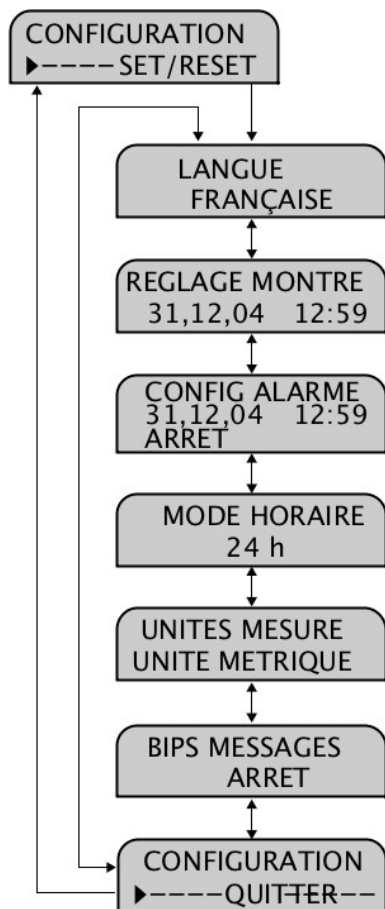 CONFIGURATION
▶---- SET/RESET
LANGUE
FRANÇAISE
REGLAGE MONTRE
31,12,04 12:59
CONFIG ALARME
31,12,04 12:59
ARRET
MODE HORAIRE
24 h
UNITES MESURE
UNITE METRIQUE
BIPS MESSAGES
ARRET
CONFIGURATION
▶----QUITTER--